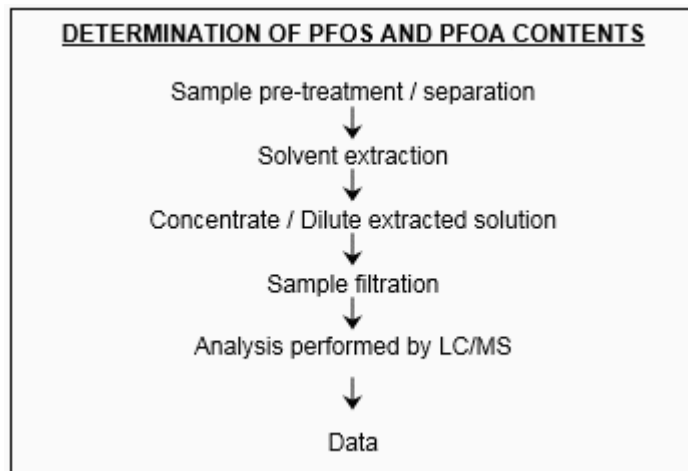 DETERMINATION OF PFOS AND PFOA CONTENTS
Sample pre-treatment / separation
Solvent extraction
Concentrate / Dilute extracted solution
Sample filtration
Analysis performed by LC/MS
Data